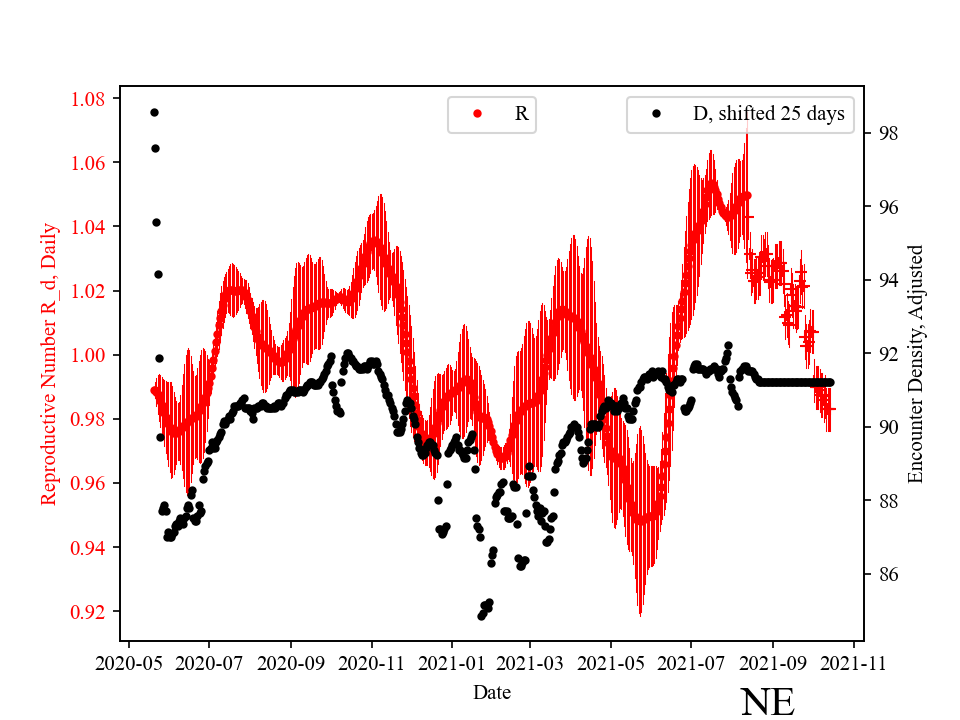 R
D, shifted 25 days
1.08
1.06
1.04
1.02
1.00
0.98
0.96
0.94
0.92
Reproductive Number R_d, Daily
98
96
94
92
90
88
86
Encounter Density, Adjusted
2020-05 2020-07 2020-09 2020-11 2021-01 2021-03 2021-05 2021-07 2021-09 2021-11
Date
NE